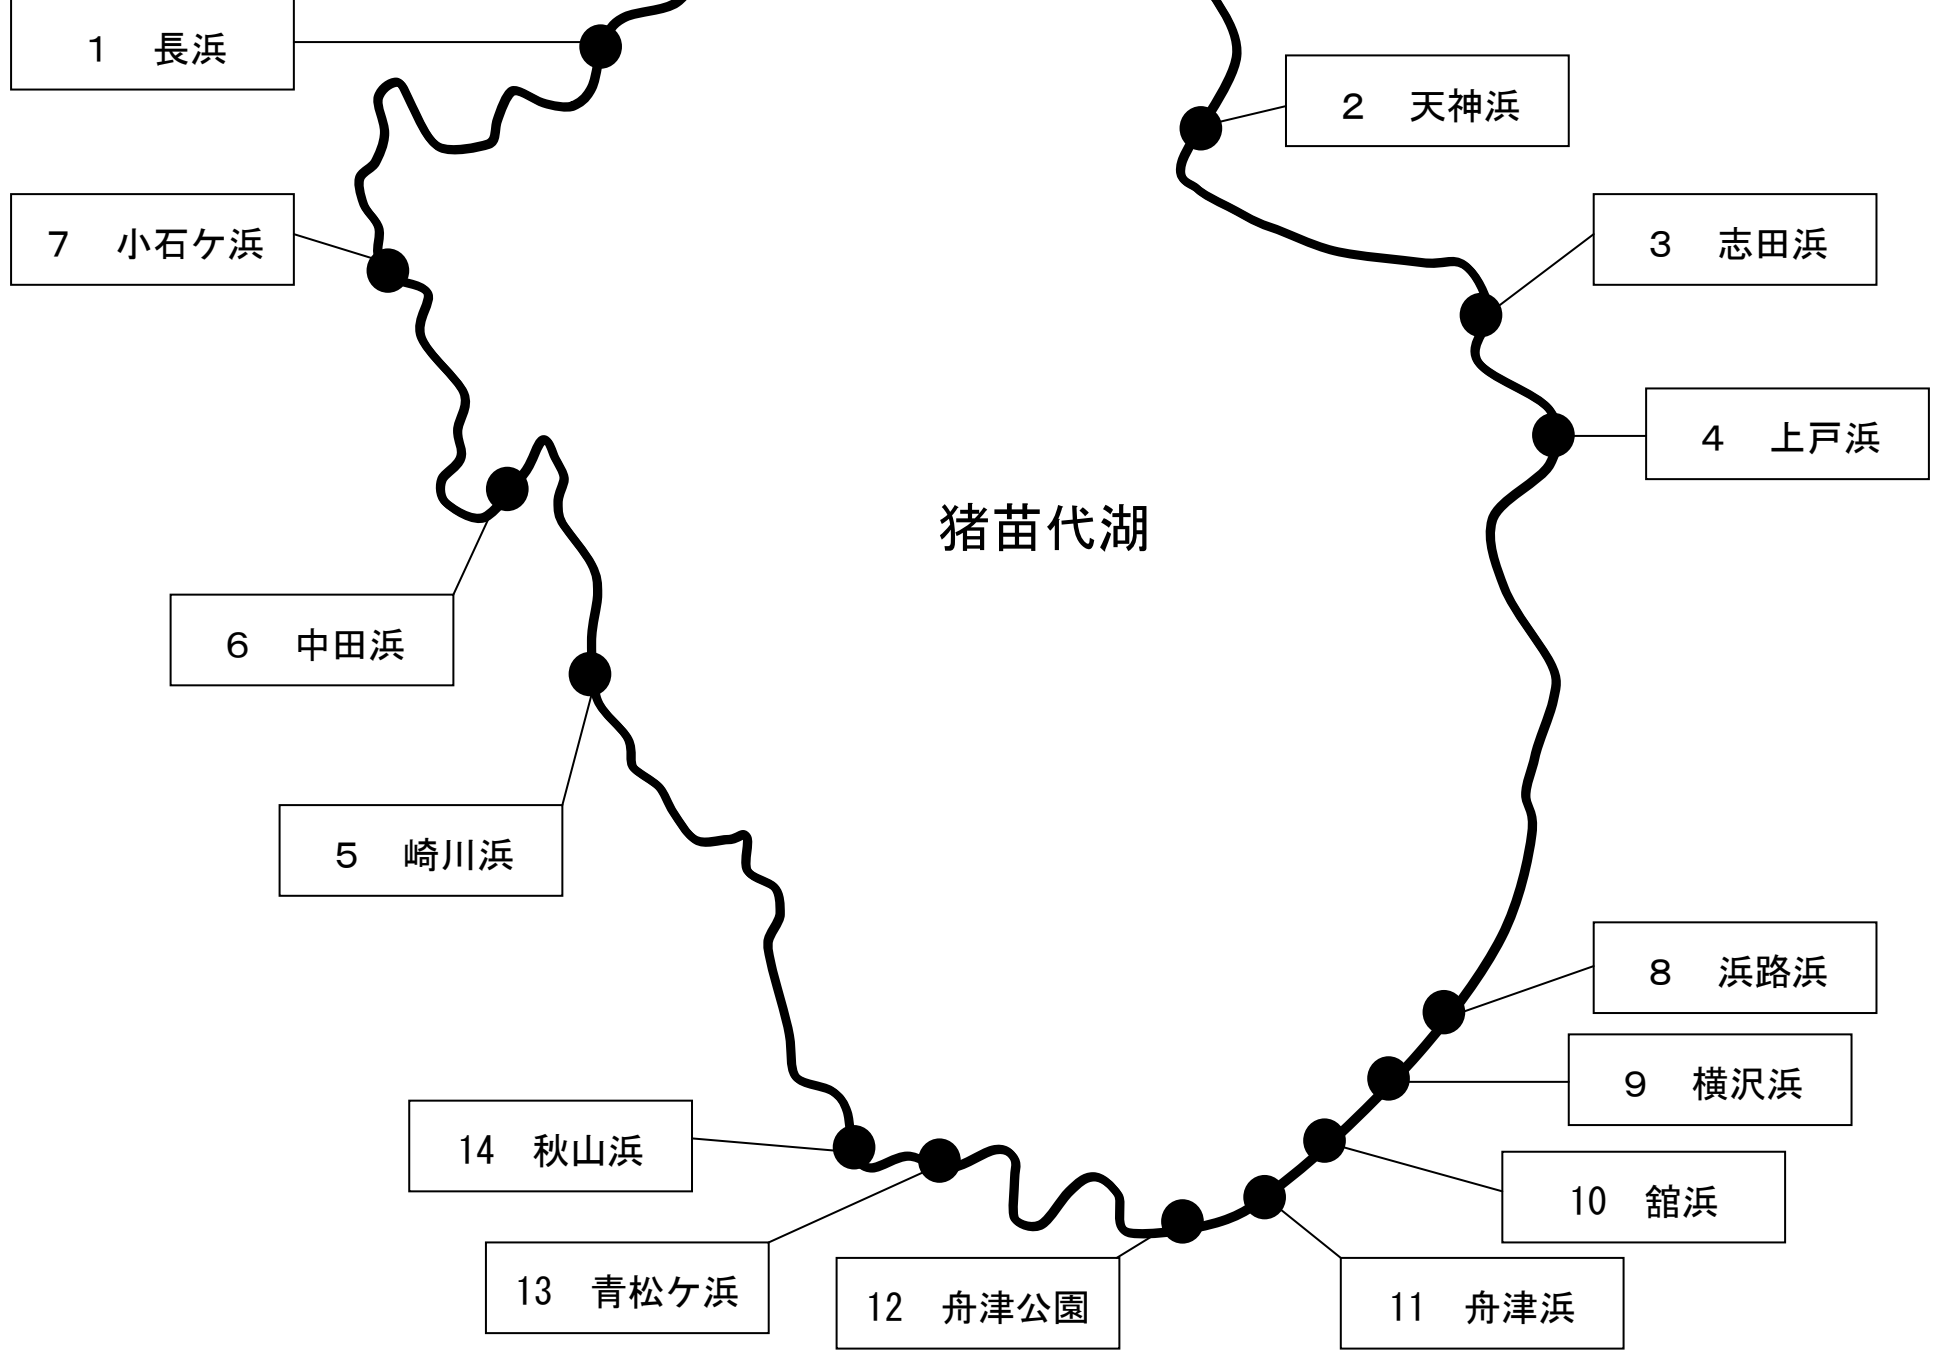 １　長浜
２　天神浜
３　志田浜
７　小石ケ浜
４　上戸浜
猪苗代湖
６　中田浜
５　崎川浜
８　浜路浜
９　横沢浜
14　秋山浜
10　舘浜
13　青松ケ浜
12　舟津公園
11　舟津浜